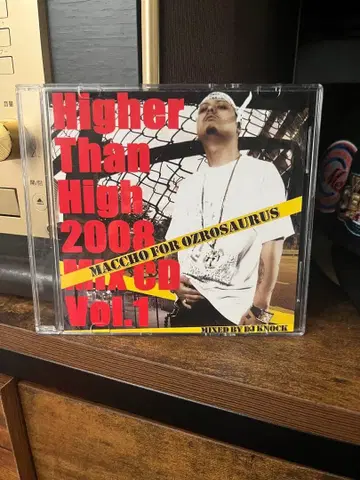 Higher
Than
High
2008
MIX CD
Vol.1
MACCHO FOR OZROSAURUS
MIXED BY DJ KNOCK